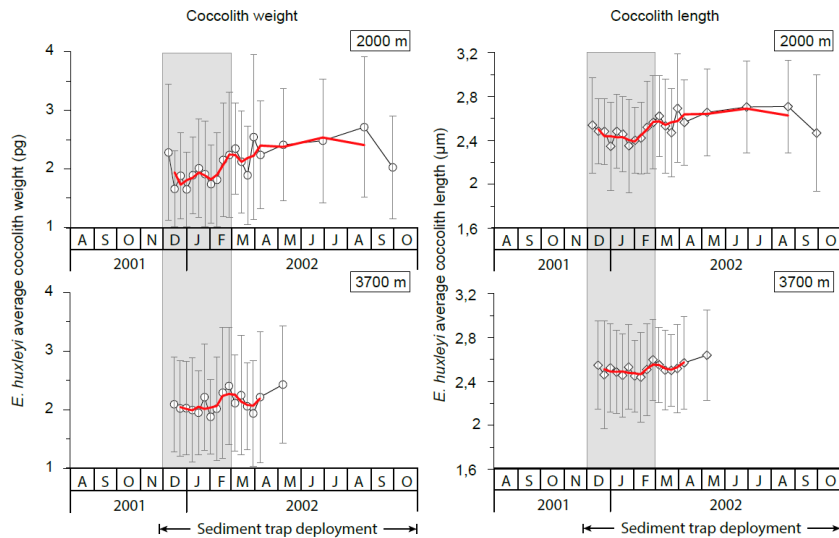 Coccolith weight
Coccolith length
2000 m
2000 m
4
3
2
1
3,2
2,8
2,4
2
1,6
A S O N D J F M A M J J A S O
2001 2002
A S O N D J F M A M J J A S O
2001 2002
3700 m
3700 m
4
3
2
1
3,2
2,8
2,4
2
1,6
E. huxleyi average coccolith weight (pg)
E. huxleyi average coccolith length (μm)
A S O N D J F M A M J J A S O
2001 2002
A S O N D J F M A M J J A S O
2001 2002
Sediment trap deployment
Sediment trap deployment